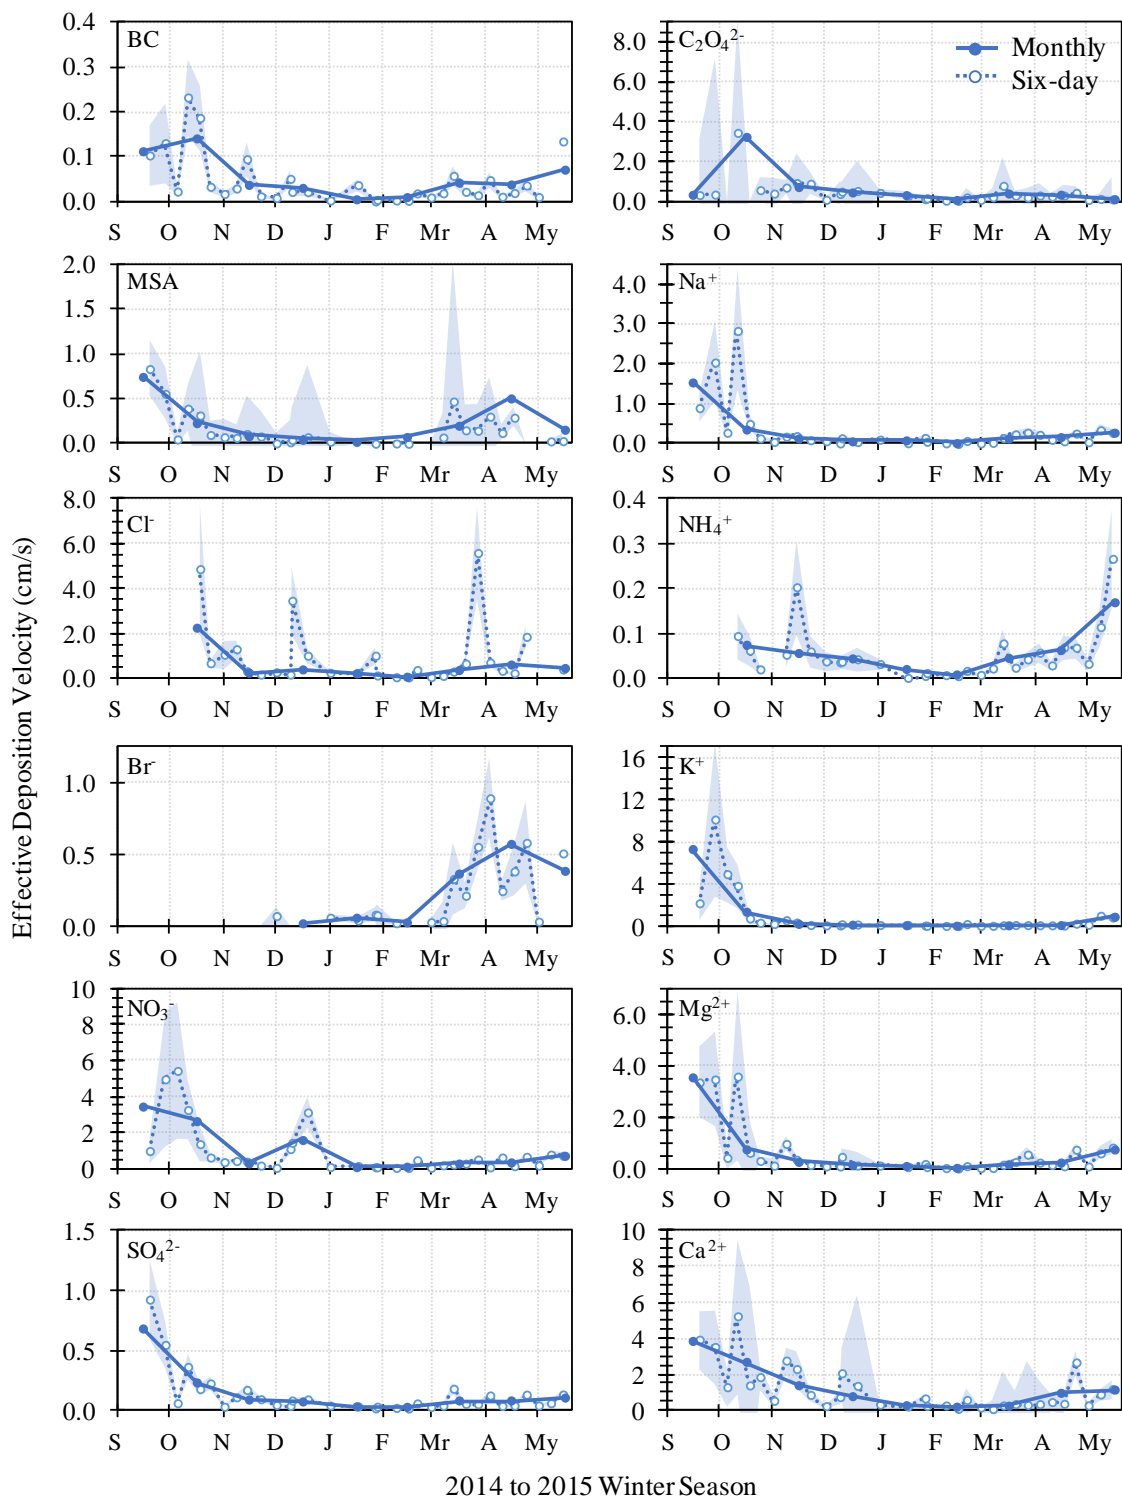 Effective Deposition Velocity (cm/s)
BC
0.4
0.3
0.2
0.1
0.0
S O N D J F Mr A My
C₂O₄²⁻
Monthly
Six-day
8.0
6.0
4.0
2.0
0.0
S O N D J F Mr A My
MSA
2.0
1.5
1.0
0.5
0.0
S O N D J F Mr A My
Na⁺
4.0
3.0
2.0
1.0
0.0
S O N D J F Mr A My
Cl⁻
8.0
6.0
4.0
2.0
0.0
S O N D J F Mr A My
NH₄⁺
0.4
0.3
0.2
0.1
0.0
S O N D J F Mr A My
Br⁻
1.0
0.5
0.0
S O N D J F Mr A My
K⁺
16
12
8
4
0
S O N D J F Mr A My
NO₃⁻
10
8
6
4
2
0
S O N D J F Mr A My
Mg²⁺
6.0
4.0
2.0
0.0
S O N D J F Mr A My
SO₄²⁻
1.5
1.0
0.5
0.0
S O N D J F Mr A My
Ca²⁺
10
8
6
4
2
0
S O N D J F Mr A My
2014 to 2015 Winter Season